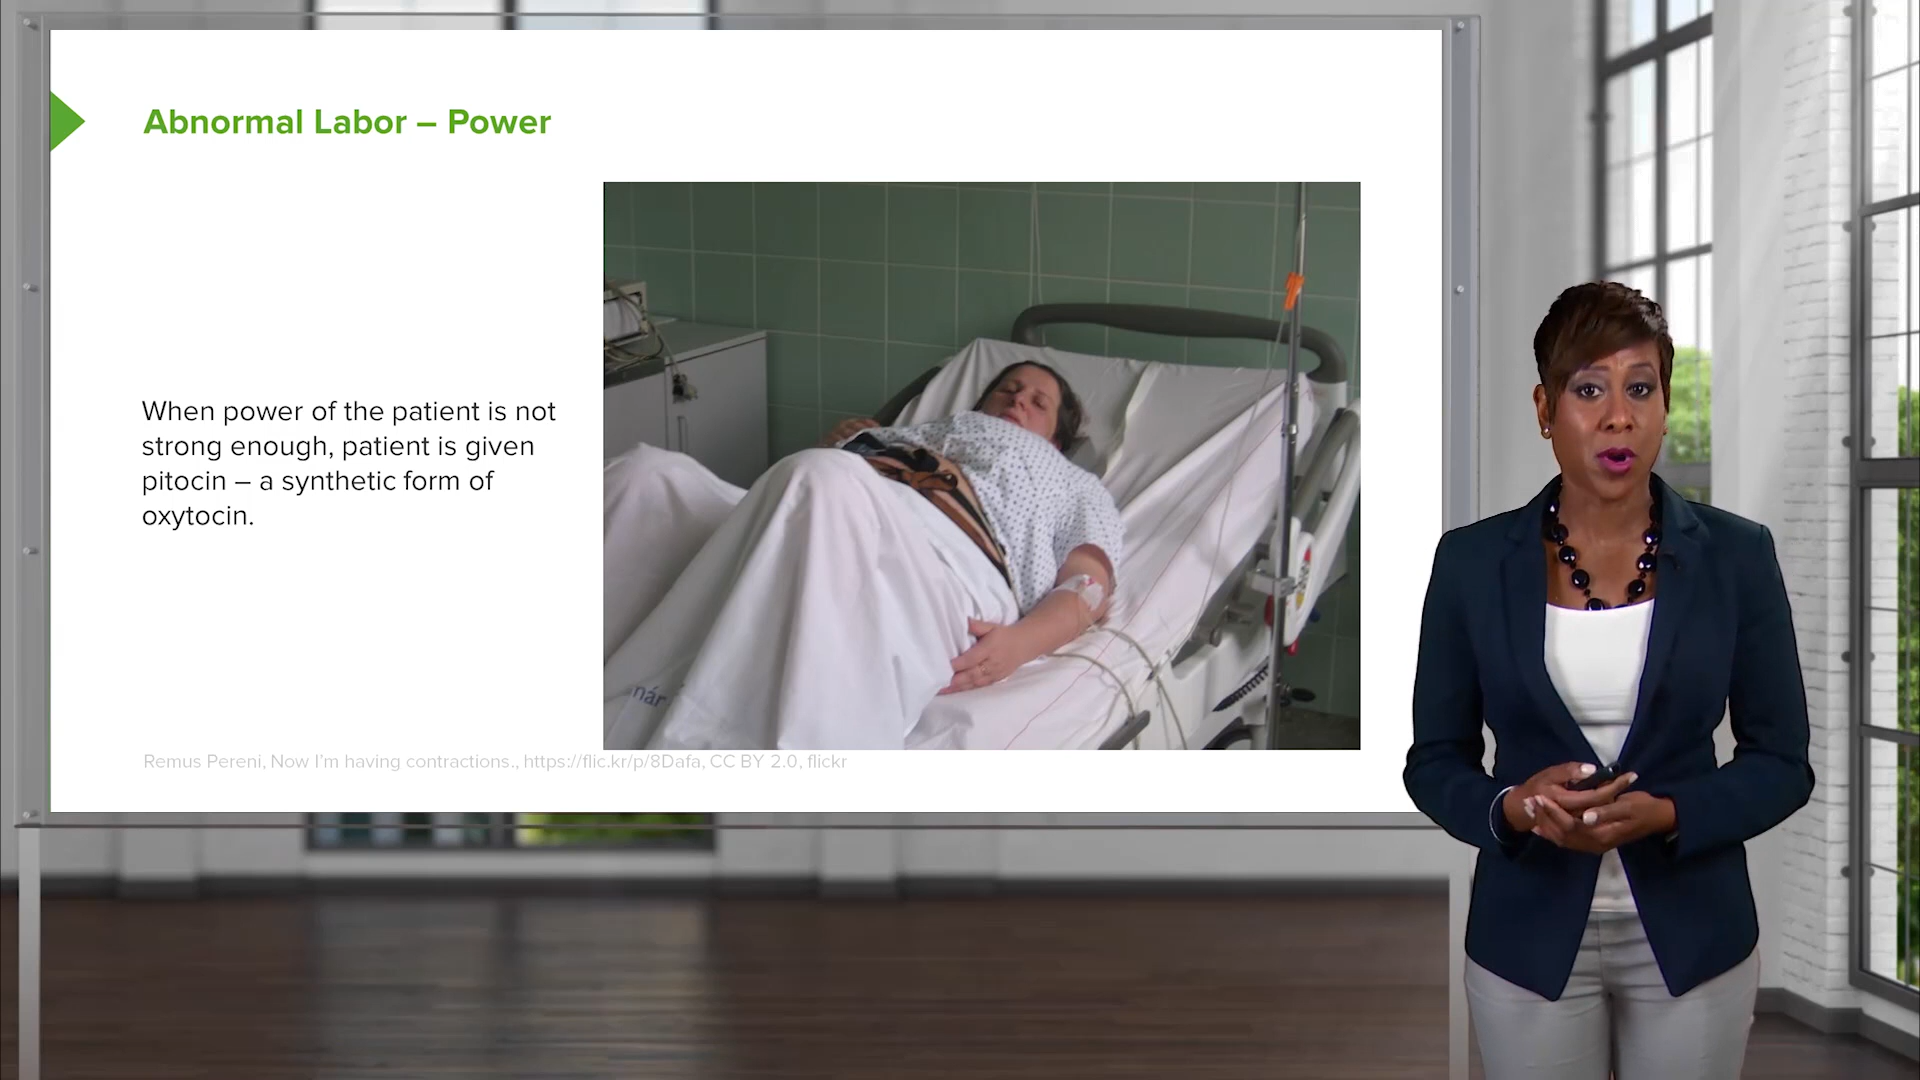 Abnormal Labor – Power
When power of the patient is not
strong enough, patient is given
pitocin – a synthetic form of
oxytocin.
nár
Remus Pereni, Now I'm having contractions., https://flic.kr/p/8Dafa, CC BY 2.0, flickr